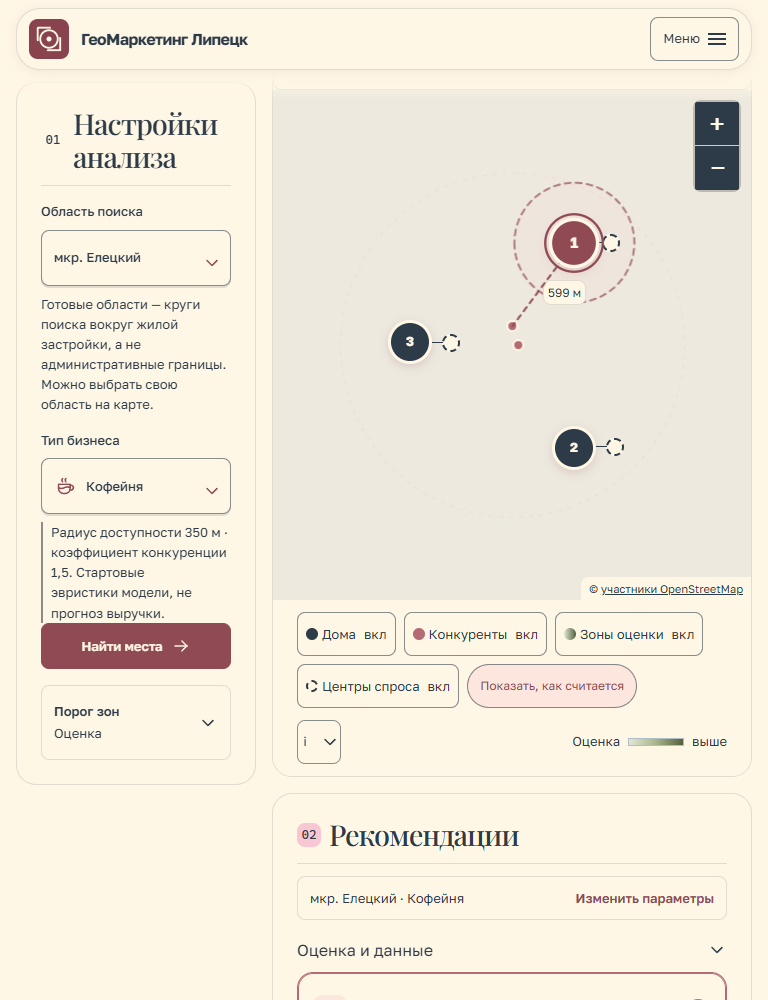 ГеоМаркетинг Липецк
Меню
01
Настройки
анализа
Область поиска
мкр. Елецкий
Готовые области — круги
поиска вокруг жилой
застройки, а не
административные границы.
Можно выбрать свою
область на карте.
Тип бизнеса
Кофейня
Радиус доступности 350 м ·
коэффициент конкуренции
1,5. Стартовые
эвристики модели, не
прогноз выручки.
Найти места →
Порог зон
Оценка
+
−
1
599 м
3
2
© участники OpenStreetMap
Дома вкл
Конкуренты вкл
Зоны оценки вкл
Центры спроса вкл
Показать, как считается
i
Оценка выше
02
Рекомендации
мкр. Елецкий · Кофейня
Изменить параметры
Оценка и данные